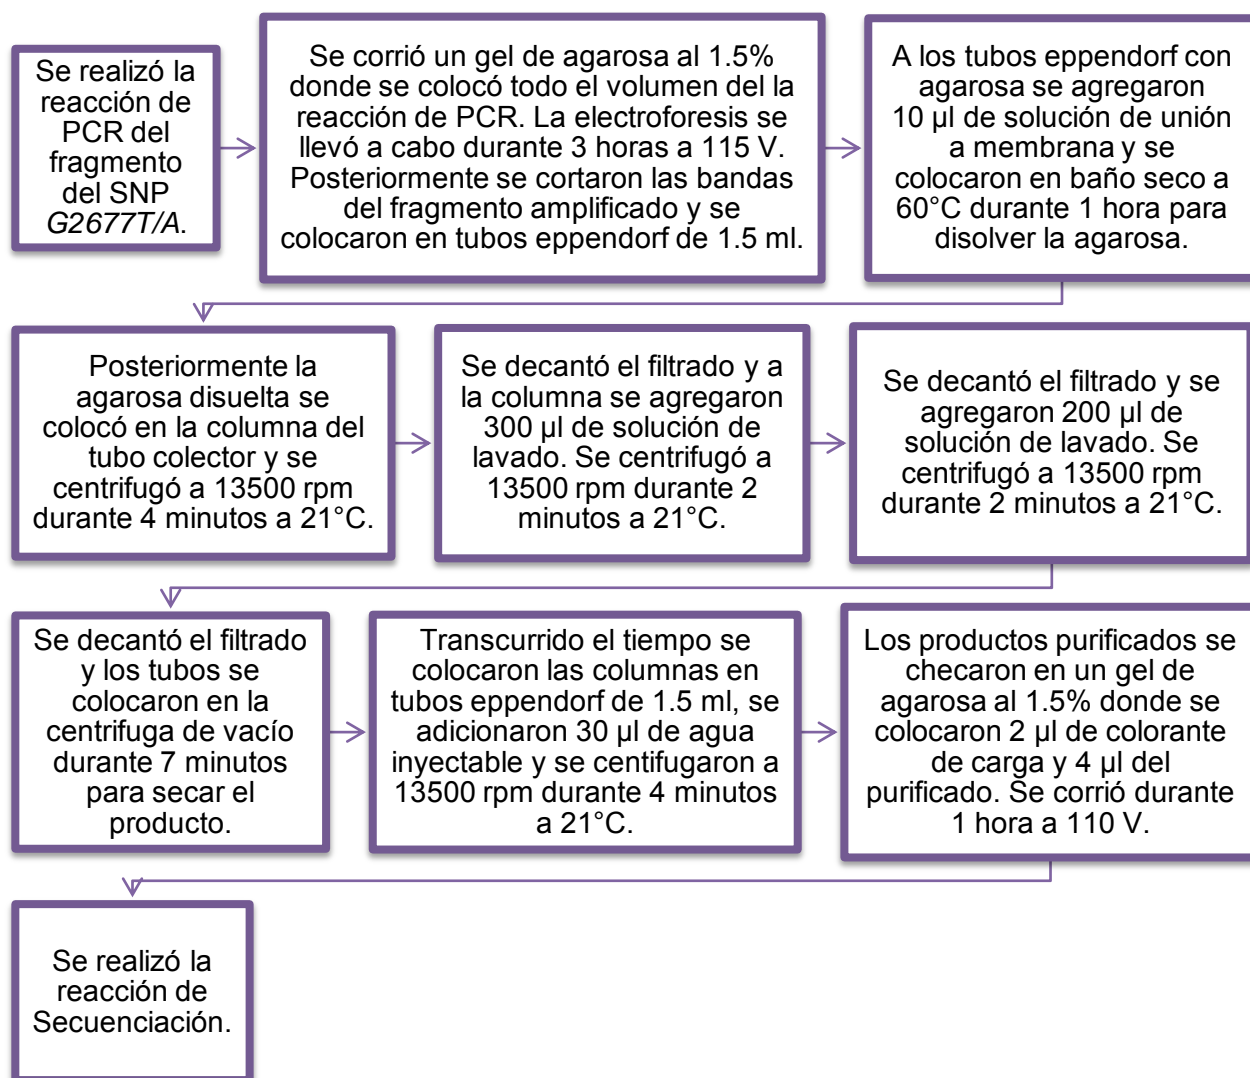 Se realizó la
reacción de
PCR del
fragmento
del SNP
G2677T/A.
Se corrió un gel de agarosa al 1.5%
donde se colocó todo el volumen del la
reacción de PCR. La electroforesis se
llevó a cabo durante 3 horas a 115 V.
Posteriormente se cortaron las bandas
del fragmento amplificado y se
colocaron en tubos eppendorf de 1.5 ml.
A los tubos eppendorf con
agarosa se agregaron
10 µl de solución de unión
a membrana y se
colocaron en baño seco a
60°C durante 1 hora para
disolver la agarosa.
Posteriormente la
agarosa disuelta se
colocó en la columna del
tubo colector y se
centrifugó a 13500 rpm
durante 4 minutos a 21°C.
Se decantó el filtrado y a
la columna se agregaron
300 µl de solución de
lavado. Se centrifugó a
13500 rpm durante 2
minutos a 21°C.
Se decantó el filtrado y se
agregaron 200 µl de
solución de lavado. Se
centrifugó a 13500 rpm
durante 2 minutos a 21°C.
Se decantó el filtrado
y los tubos se
colocaron en la
centrifuga de vacío
durante 7 minutos
para secar el
producto.
Transcurrido el tiempo se
colocaron las columnas en
tubos eppendorf de 1.5 ml, se
adicionaron 30 µl de agua
inyectable y se centifugaron a
13500 rpm durante 4 minutos
a 21°C.
Los productos purificados se
checaron en un gel de
agarosa al 1.5% donde se
colocaron 2 µl de colorante
de carga y 4 µl del
purificado. Se corrió durante
1 hora a 110 V.
Se realizó la
reacción de
Secuenciación.